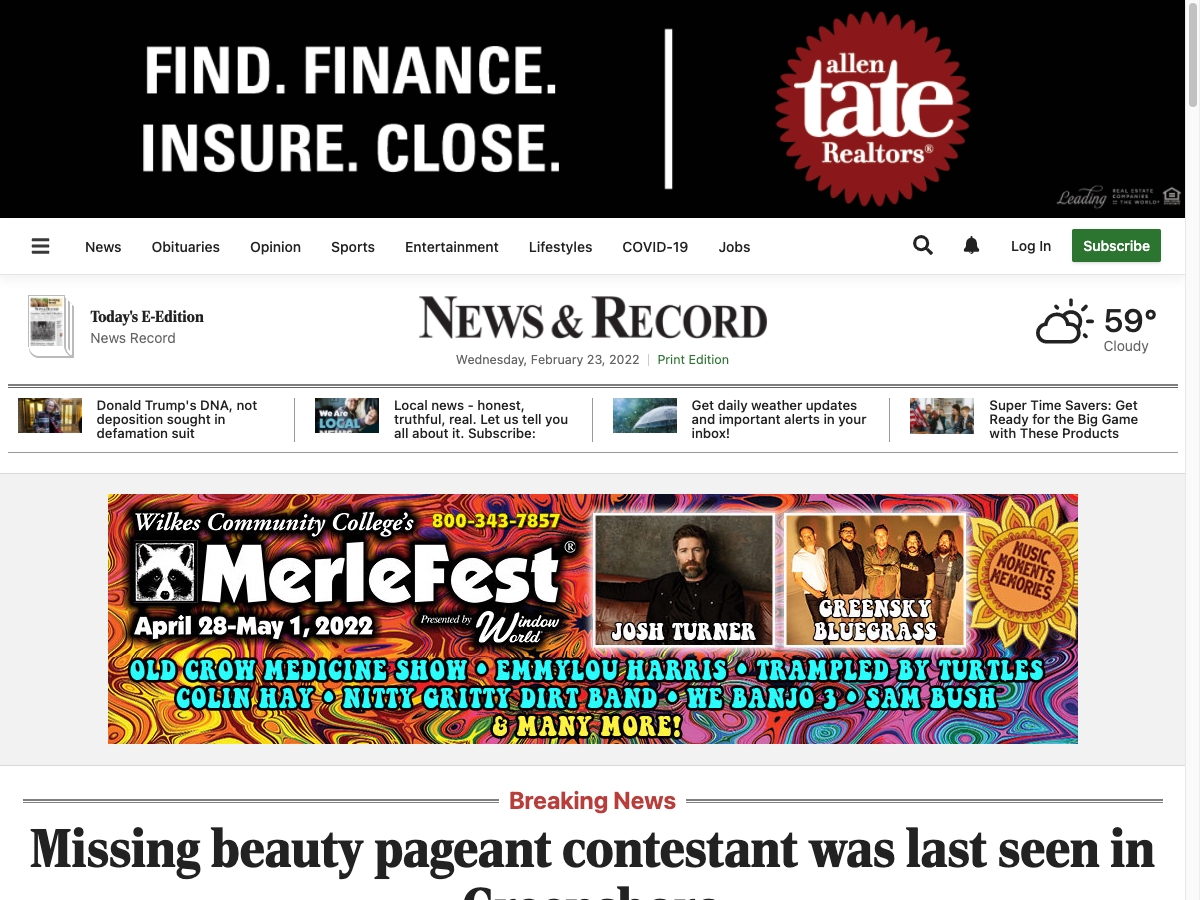 FIND. FINANCE.
INSURE. CLOSE.
allen
tate
Realtors®
Leading
REAL ESTATE
COMPANIES
OF THE WORLD®
News Obituaries Opinion Sports Entertainment Lifestyles COVID-19 Jobs
Log In Subscribe
Today's E-Edition
News Record
NEWS & RECORD
Wednesday, February 23, 2022 | Print Edition
59°
Cloudy
Donald Trump's DNA, not
deposition sought in
defamation suit
We Are
LOCAL
NEWS
Local news - honest,
truthful, real. Let us tell you
all about it. Subscribe:
Get daily weather updates
and important alerts in your
inbox!
Super Time Savers: Get
Ready for the Big Game
with These Products
Wilkes Community College's 800-343-7857
MerleFest®
April 28-May 1, 2022
Presented by Window World
JOSH TURNER
GREENSKY
BLUEGRASS
MUSIC
MOMENTS
MEMORIES
OLD CROW MEDICINE SHOW • EMMYLOU HARRIS • TRAMPLED BY TURTLES
COLIN HAY • NITTY GRITTY DIRT BAND • WE BANJO 3 • SAM BUSH
& MANY MORE!
Breaking News
Missing beauty pageant contestant was last seen in
Greensboro